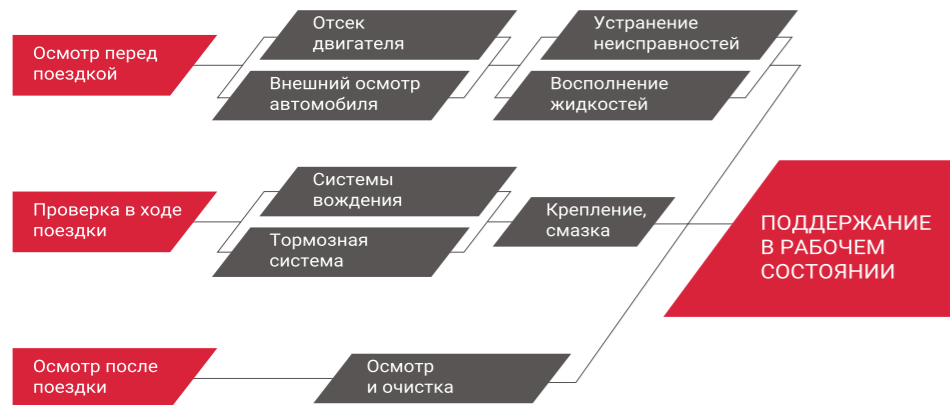 Осмотр перед
поездкой
Отсек
двигателя
Внешний осмотр
автомобиля
Устранение
неисправностей
Восполнение
жидкостей
Проверка в ходе
поездки
Системы
вождения
Тормозная
система
Крепление,
смазка
ПОДДЕРЖАНИЕ
В РАБОЧЕМ
СОСТОЯНИИ
Осмотр после
поездки
Осмотр
и очистка